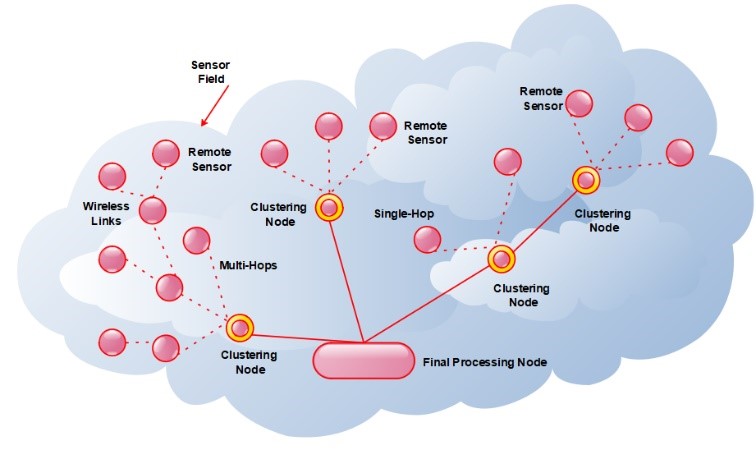 Sensor
Field
Remote
Sensor
Remote
Sensor
Remote
Sensor
Wireless
Links
Clustering
Node
Single-Hop
Clustering
Node
Multi-Hops
Clustering
Node
Clustering
Node
Final Processing Node